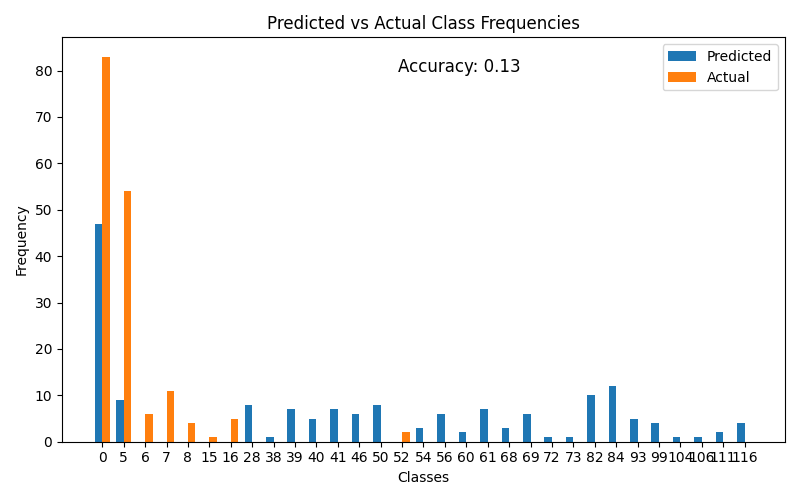 Predicted vs Actual Class Frequencies
Accuracy: 0.13
Predicted
Actual
Frequency
80
70
60
50
40
30
20
10
0
0 5 6 7 8 15 16 28 38 39 40 41 46 50 52 54 56 60 61 68 69 72 73 82 84 93 99 104 106 111 116
Classes